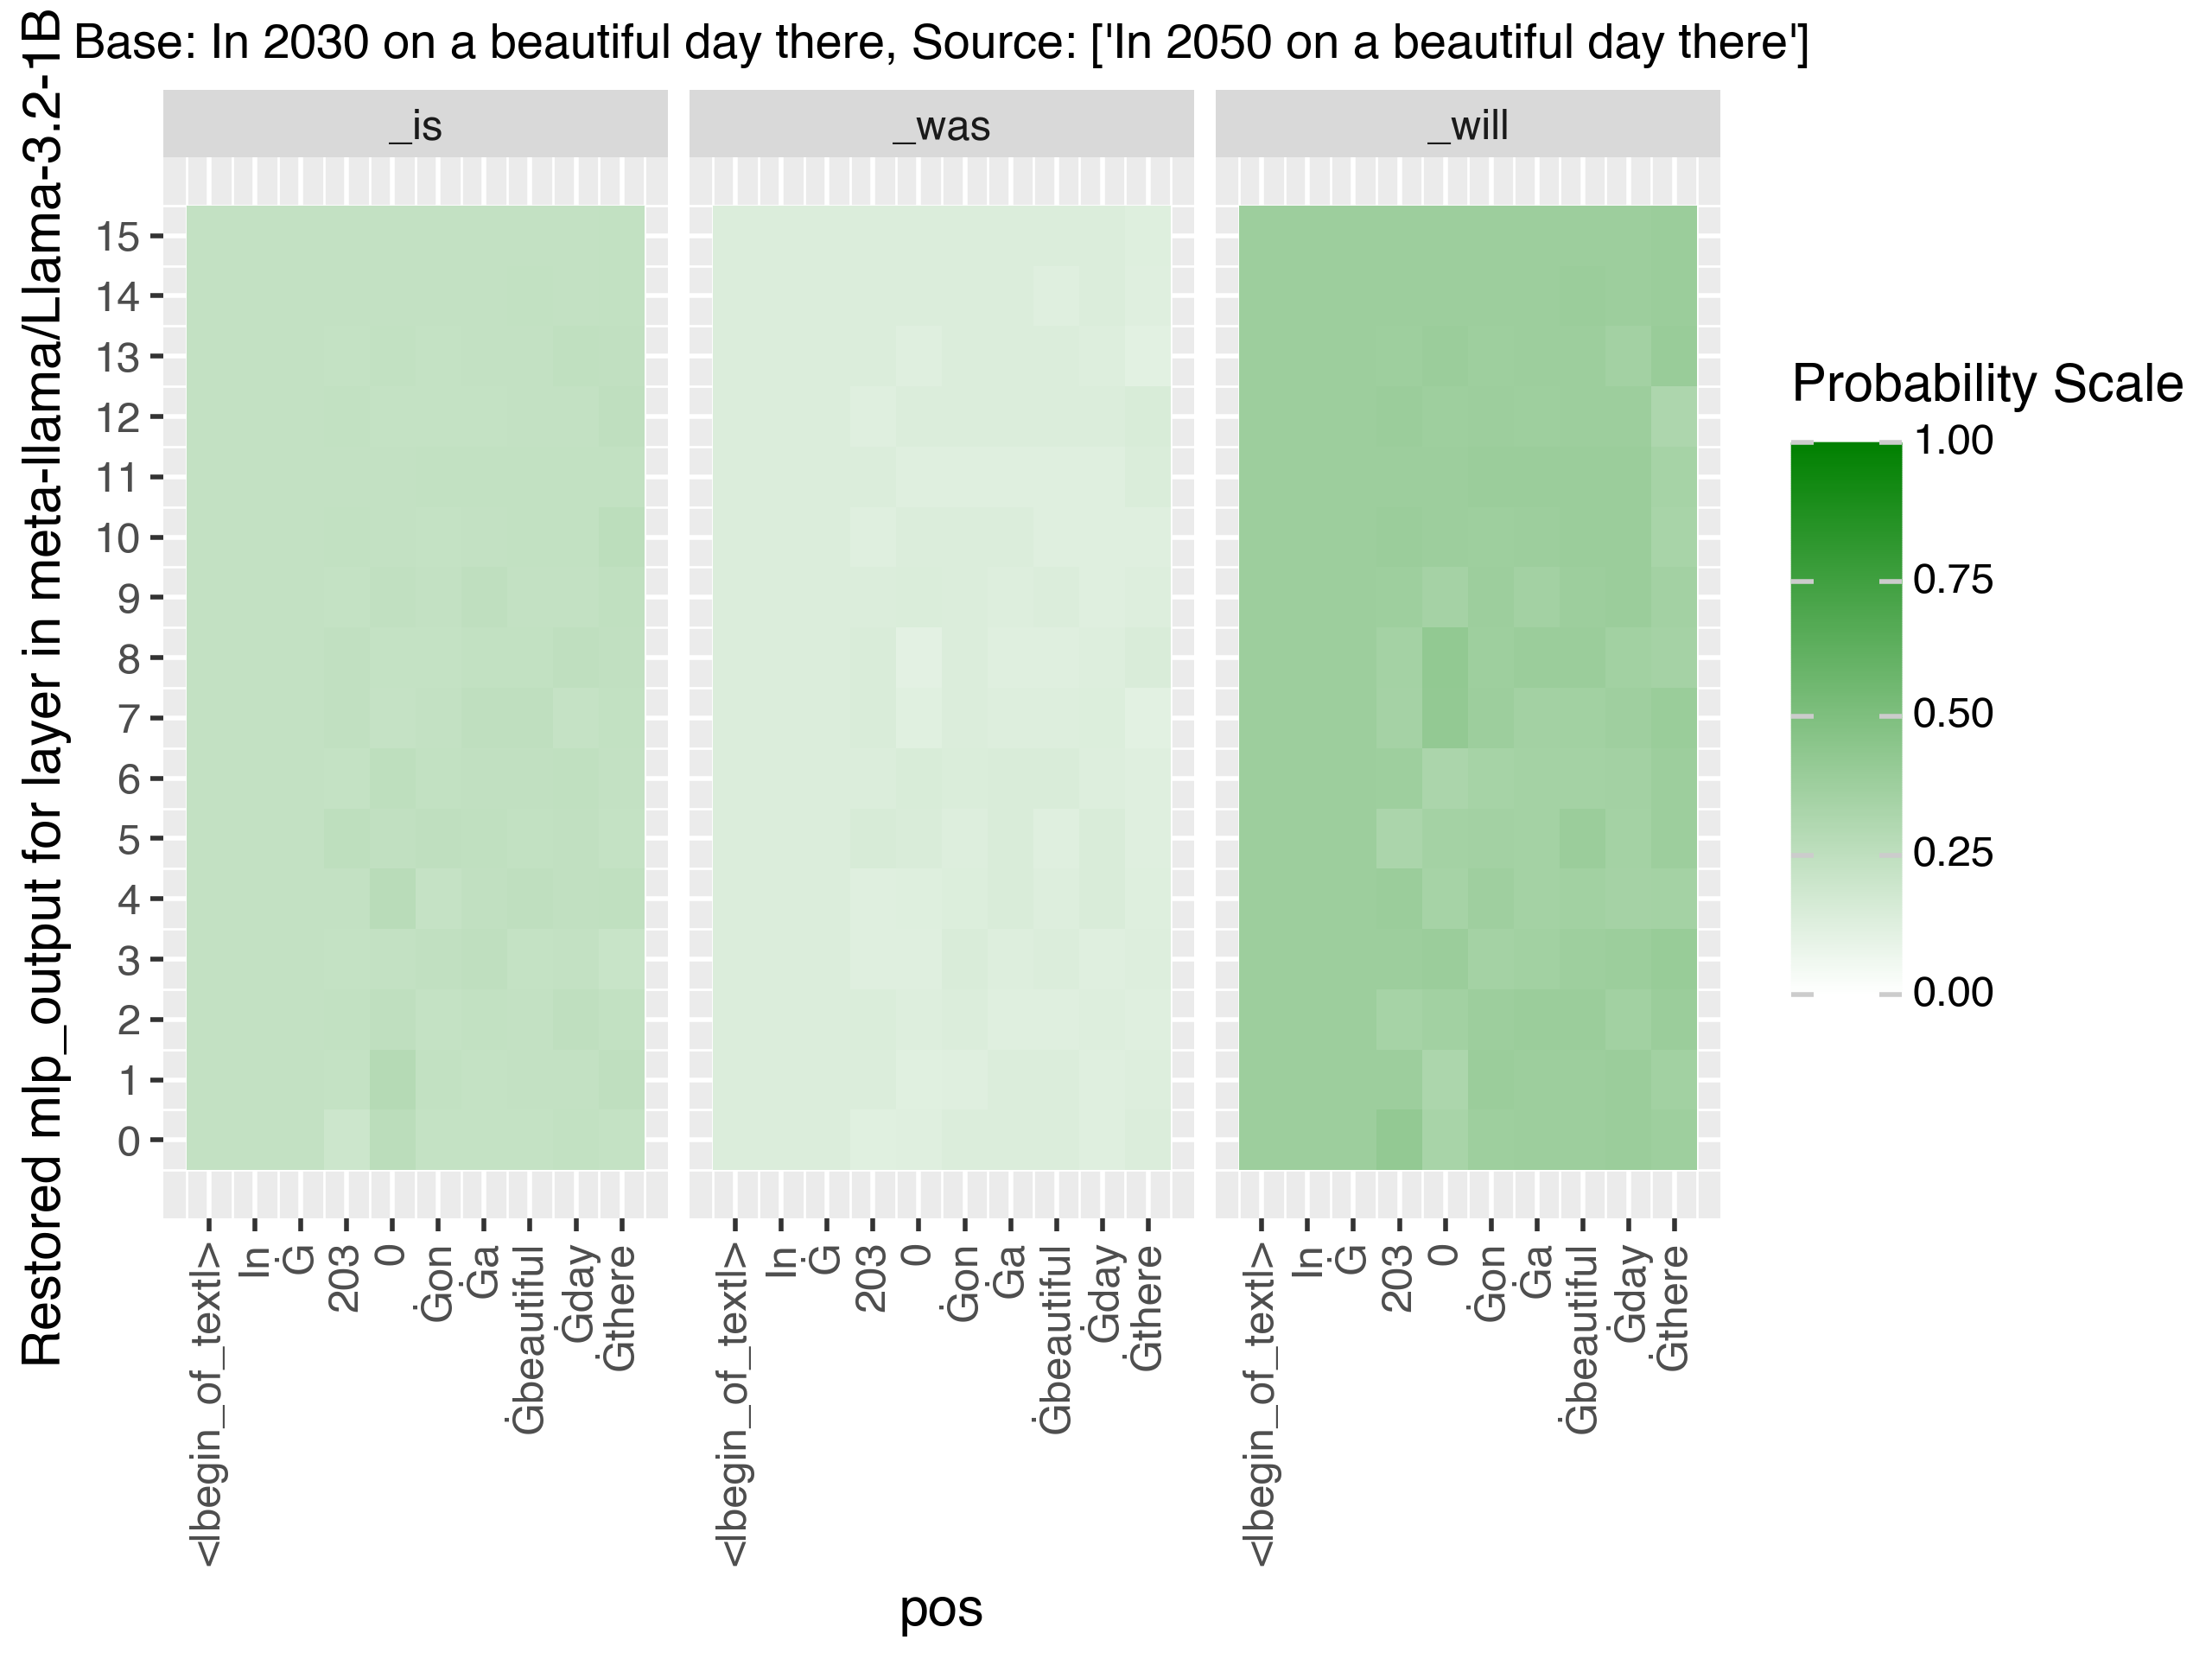 Base: In 2030 on a beautiful day there, Source: ['In 2050 on a beautiful day there']
Restored mlp_output for layer in meta-llama/Llama-3.2-1B
_is
_was
_will
15
14
13
12
11
10
9
8
7
6
5
4
3
2
1
0
<|begin_of_text|>
In
Ġ
203
0
Ġon
Ġa
Ġbeautiful
Ġday
Ġthere
<|begin_of_text|>
In
Ġ
203
0
Ġon
Ġa
Ġbeautiful
Ġday
Ġthere
<|begin_of_text|>
In
Ġ
203
0
Ġon
Ġa
Ġbeautiful
Ġday
Ġthere
pos
Probability Scale
1.00
0.75
0.50
0.25
0.00